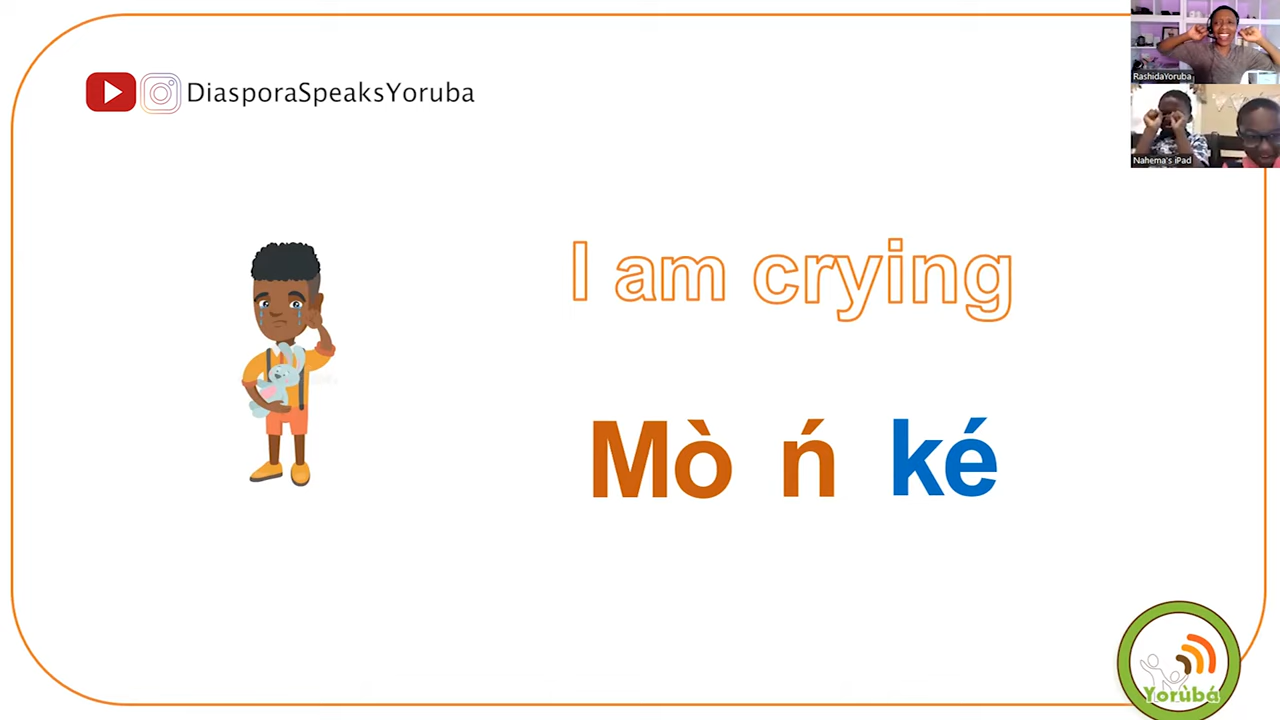 DiasporaSpeaksYoruba
RashidaYoruba
Nahema's iPad
I am crying
Mò ń ké
Yorùbá